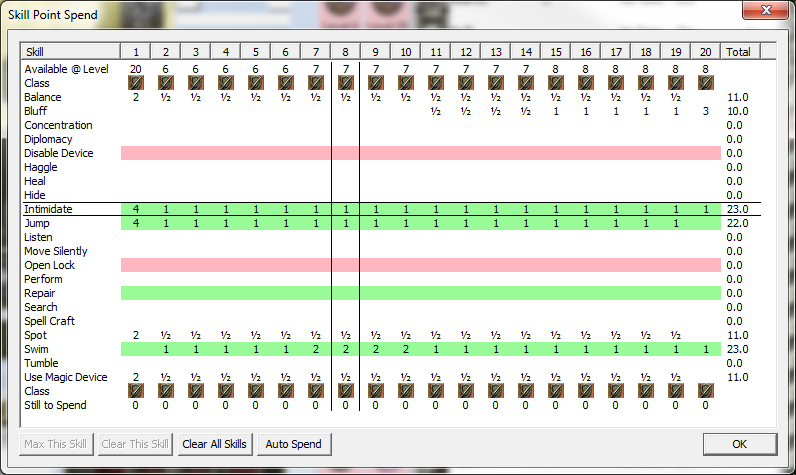 Skill Point Spend
Skill 1 2 3 4 5 6 7 8 9 10 11 12 13 14 15 16 17 18 19 20 Total
Available @ Level 20 6 6 6 6 6 7 7 7 7 7 7 7 7 8 8 8 8 8 8
Class
Balance 2 ½ ½ ½ ½ ½ ½ ½ ½ ½ ½ ½ ½ ½ ½ ½ ½ ½ ½ 11.0
Bluff ½ ½ ½ ½ 1 1 1 1 1 3 10.0
Concentration 0.0
Diplomacy 0.0
Disable Device 0.0
Haggle 0.0
Heal 0.0
Hide 0.0
Intimidate 4 1 1 1 1 1 1 1 1 1 1 1 1 1 1 1 1 1 1 1 23.0
Jump 4 1 1 1 1 1 1 1 1 1 1 1 1 1 1 1 1 1 1 22.0
Listen 0.0
Move Silently 0.0
Open Lock 0.0
Perform 0.0
Repair 0.0
Search 0.0
Spell Craft 0.0
Spot 2 ½ ½ ½ ½ ½ ½ ½ ½ ½ ½ ½ ½ ½ ½ ½ ½ ½ ½ 11.0
Swim 1 1 1 1 1 2 2 2 2 1 1 1 1 1 1 1 1 1 1 23.0
Tumble 0.0
Use Magic Device 2 ½ ½ ½ ½ ½ ½ ½ ½ ½ ½ ½ ½ ½ ½ ½ ½ ½ ½ 11.0
Class
Still to Spend 0 0 0 0 0 0 0 0 0 0 0 0 0 0 0 0 0 0 0 0
Max This Skill Clear This Skill Clear All Skills Auto Spend OK